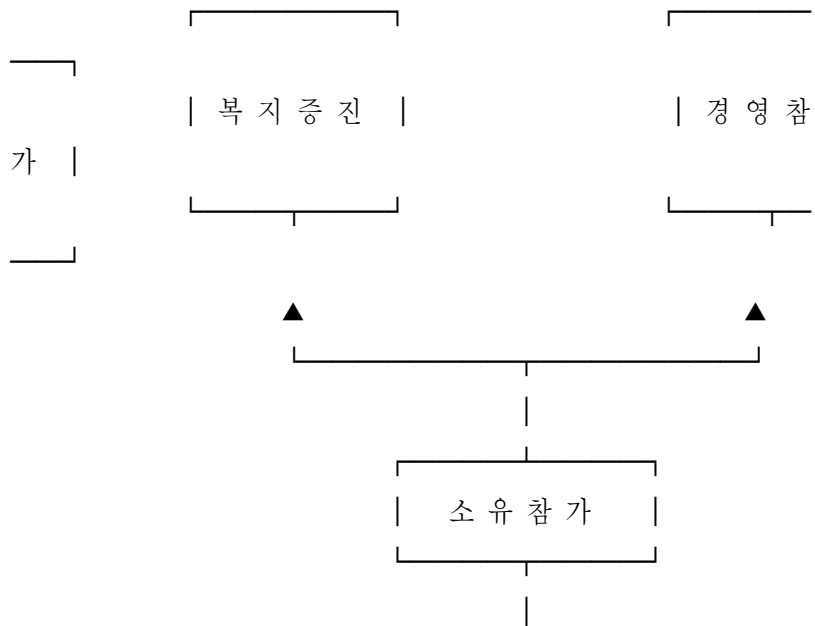 복 지 증 진
경 영 참
가
소 유 참 가